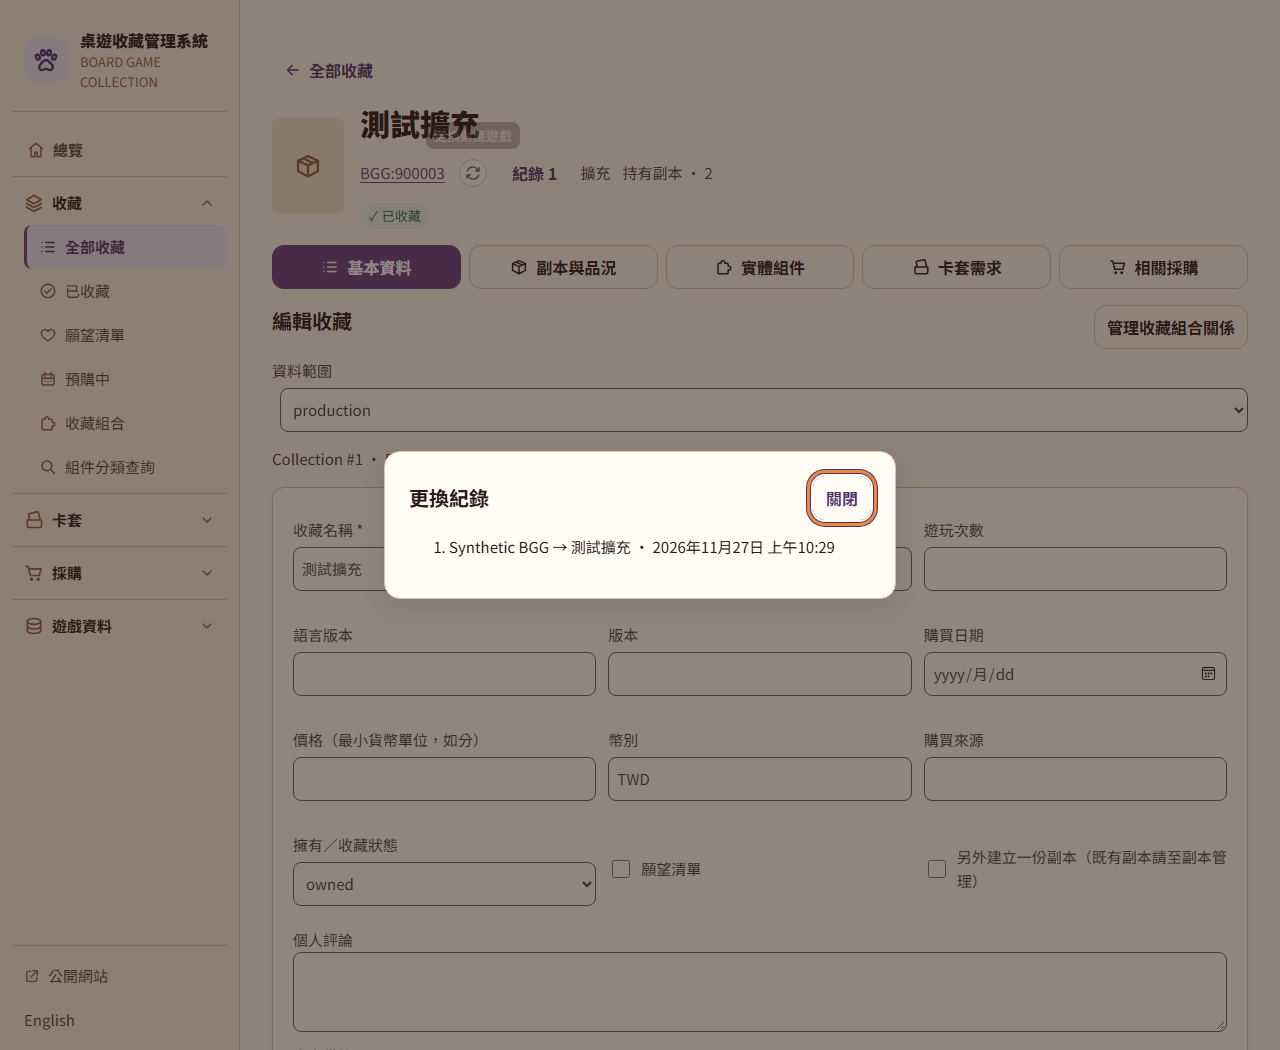 桌遊收藏管理系統
BOARD GAME
COLLECTION
總覽
收藏
全部收藏
已收藏
願望清單
預購中
收藏組合
組件分類查詢
卡套
採購
遊戲資料
公開網站
English
全部收藏
測試擴充
BGG:900003
紀錄 1
擴充 持有副本 · 2
✓ 已收藏
基本資料
副本與品況
實體組件
卡套需求
相關採購
編輯收藏
管理收藏組合關係
資料範圍
production
Collection #1 ·
更換紀錄
關閉
1. Synthetic BGG → 測試擴充 · 2026年11月27日 上午10:29
收藏名稱 *
測試擴充
遊玩次數
語言版本
版本
購買日期
yyyy/月/dd
價格（最小貨幣單位，如分）
幣別
TWD
購買來源
擁有／收藏狀態
owned
願望清單
另外建立一份副本（既有副本請至副本管
理）
個人評論